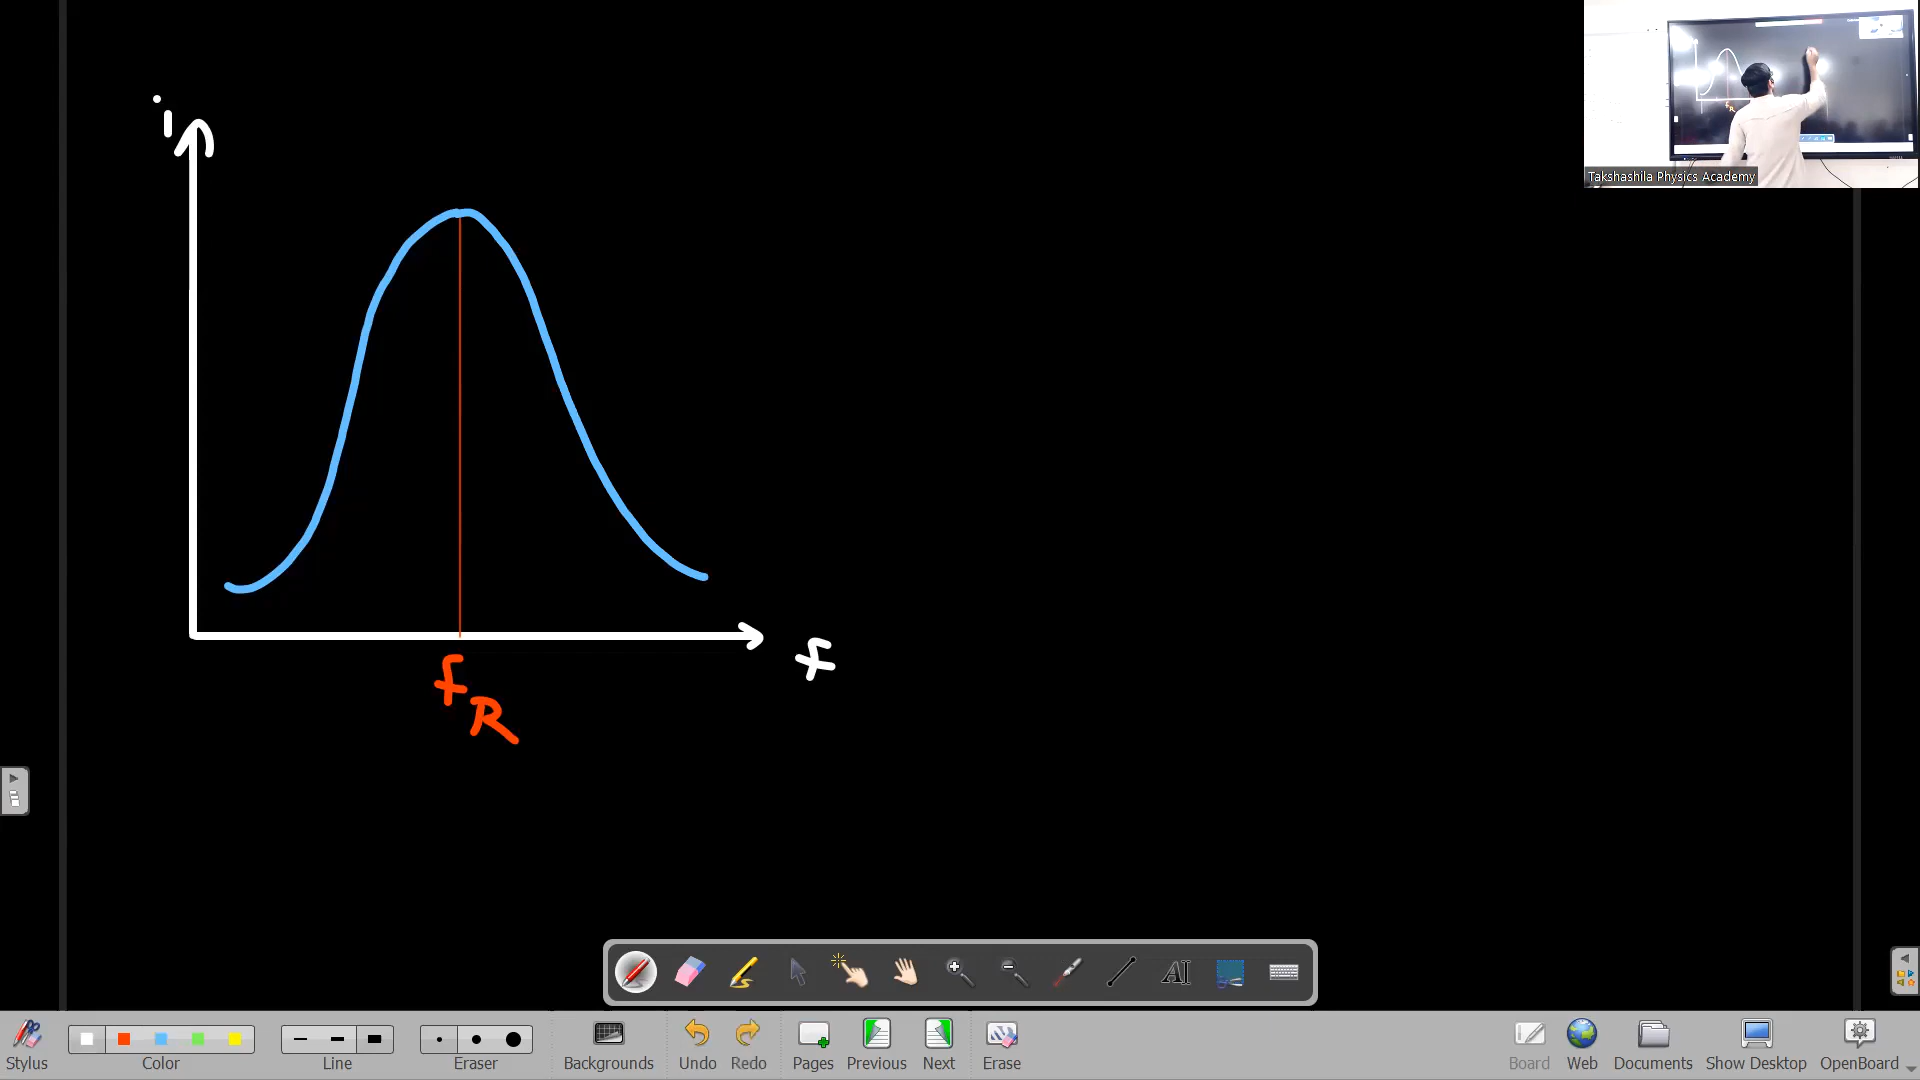 i
f
f
R
Takshashila Physics Academy
AI
Stylus
Color
Line
Eraser
Backgrounds
Undo
Redo
Pages
Previous
Next
Erase
Board
Web
Documents
Show Desktop
OpenBoard